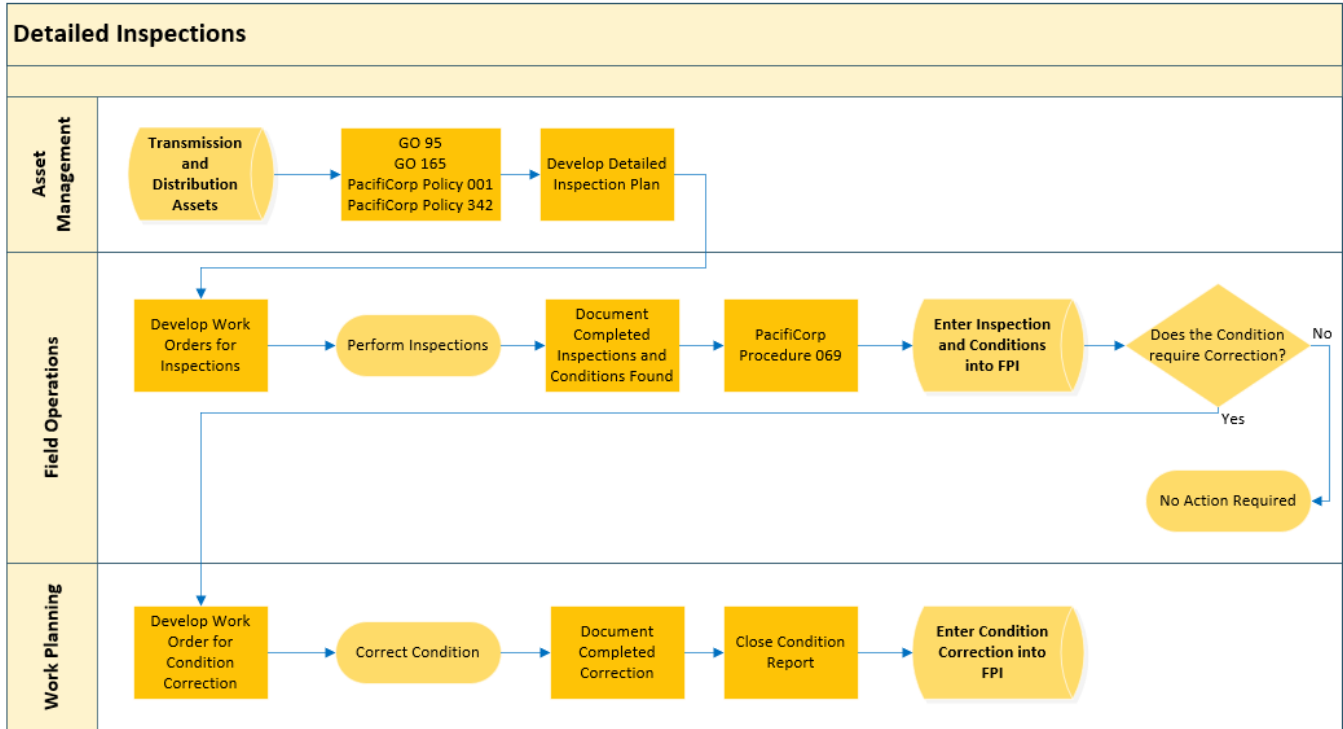 Detailed Inspections
Asset
Management
Transmission
and
Distribution
Assets
GO 95
GO 165
PacifiCorp Policy 001
PacifiCorp Policy 342
Develop Detailed
Inspection Plan
Field Operations
Develop Work
Orders for
Inspections
Perform Inspections
Document
Completed
Inspections and
Conditions Found
PacifiCorp
Procedure 069
Enter Inspection
and Conditions
into FPI
Does the Condition
require Correction?
No
Yes
No Action Required
Work Planning
Develop Work
Order for
Condition
Correction
Correct Condition
Document
Completed
Correction
Close Condition
Report
Enter Condition
Correction into
FPI